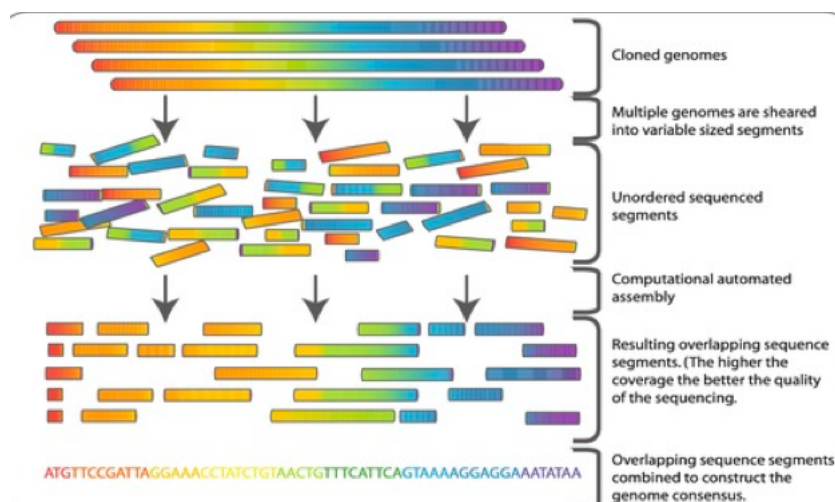 Cloned genomes
Multiple genomes are sheared
into variable sized segments
Unordered sequenced
segments
Computational automated
assembly
Resulting overlapping sequence
segments. (The higher the
coverage the better the quality
of the sequencing.
ATGTTCCGATTAGGAAACCTATCTGTAACTGTTTCATTCAGTAAAAGGAGGAAATATAA
Overlapping sequence segments
combined to construct the
genome consensus.